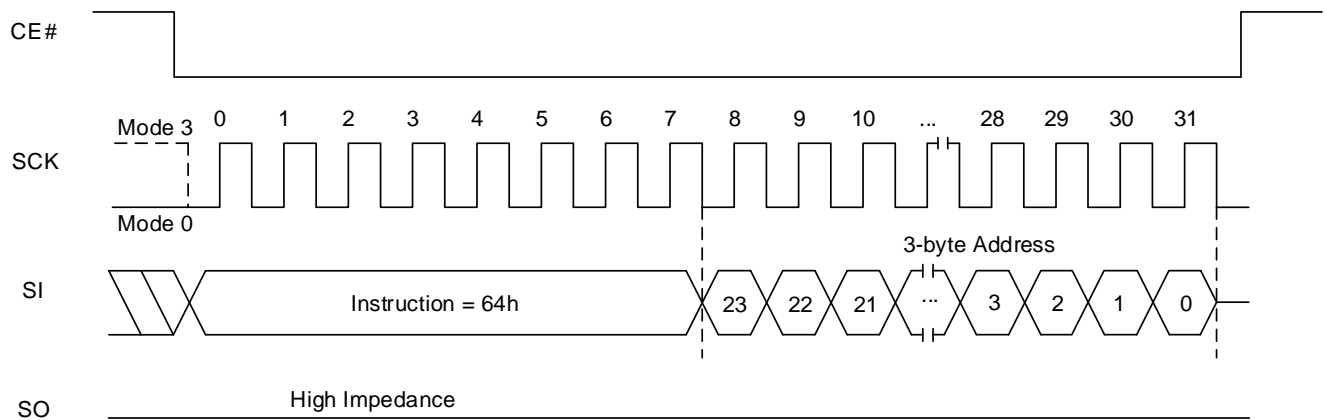 CE#
Mode 3
0 1 2 3 4 5 6 7 8 9 10 ... 28 29 30 31
SCK
Mode 0
3-byte Address
SI
Instruction = 64h
23 22 21 ... 3 2 1 0
High Impedance
SO